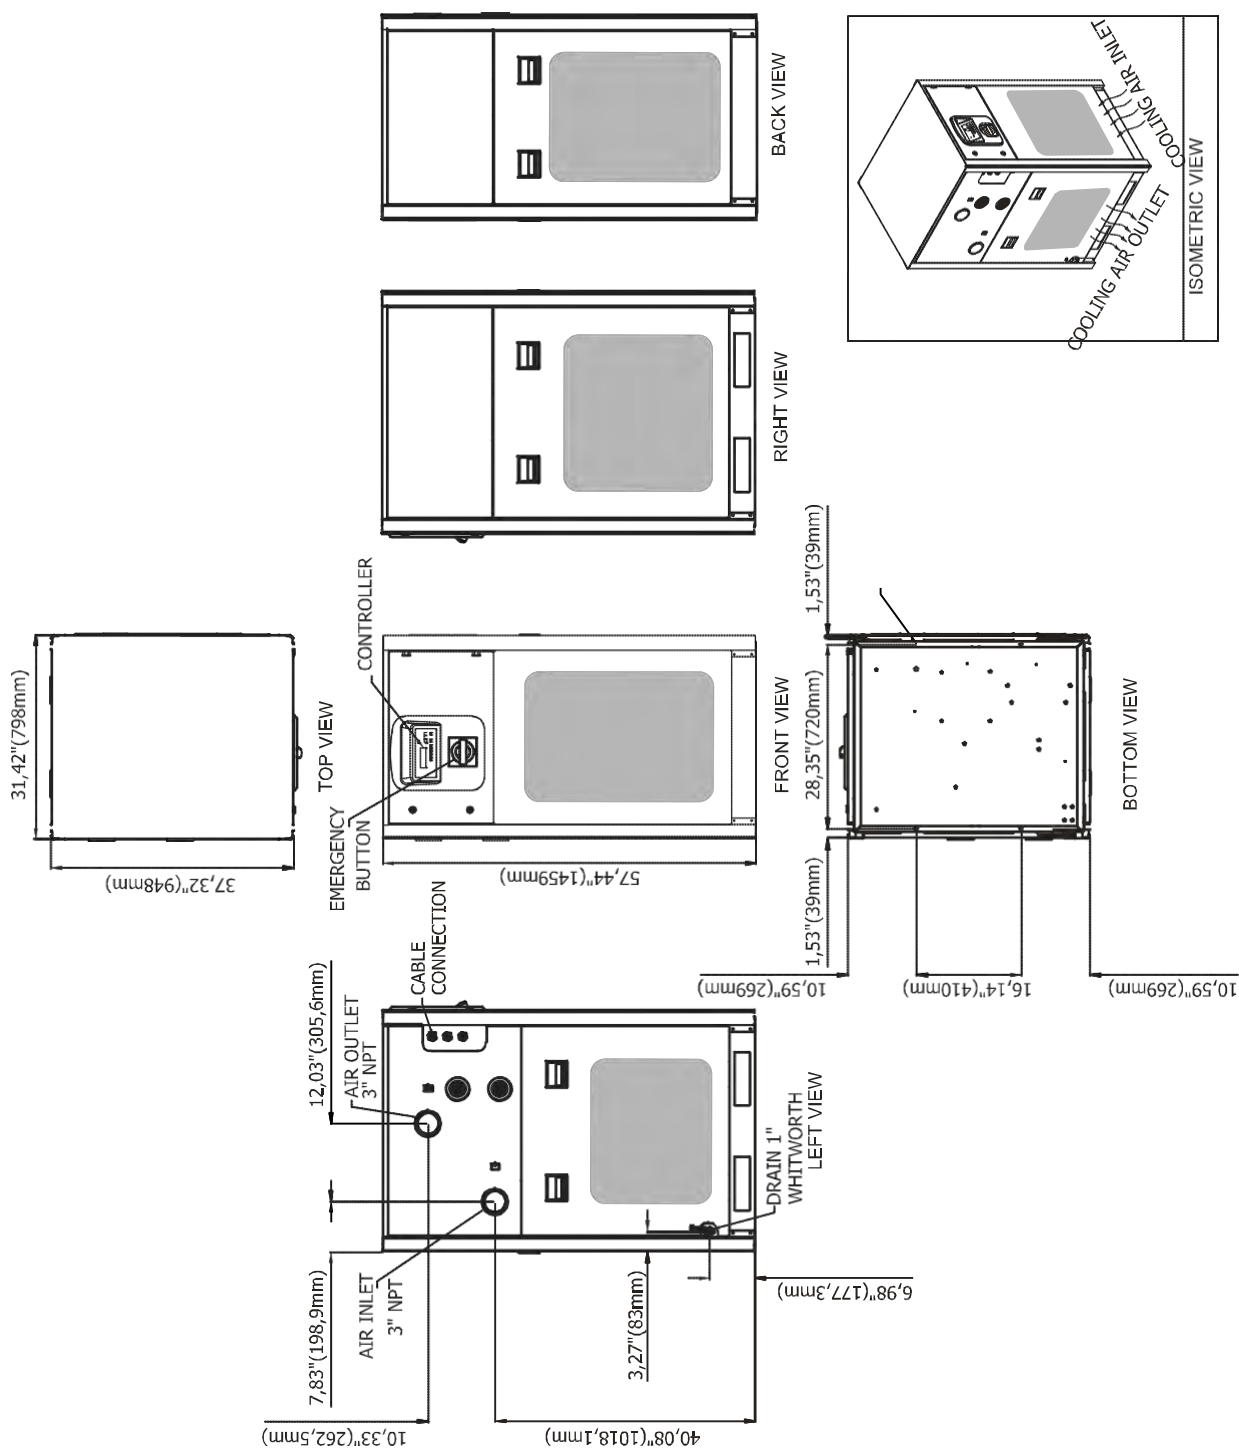 31,42"(798mm)
37,32"(948mm)
TOP VIEW
12,03"(305,6mm)
7,83"(198,9mm)
10,33"(262,5mm)
40,08"(1018,1mm)
AIR OUTLET
3" NPT
AIR INLET
3" NPT
CABLE
CONNECTION
3,27"(83mm)
6,98"(177,3mm)
DRAIN 1"
WHITWORTH
LEFT VIEW
EMERGENCY
BUTTON
CONTROLLER
57,44"(1459mm)
FRONT VIEW
RIGHT VIEW
BACK VIEW
1,53"(39mm)
28,35"(720mm)
1,53"(39mm)
10,59"(269mm)
16,14"(410mm)
10,59"(269mm)
BOTTOM VIEW
COOLING AIR OUTLET
COOLING AIR INLET
ISOMETRIC VIEW